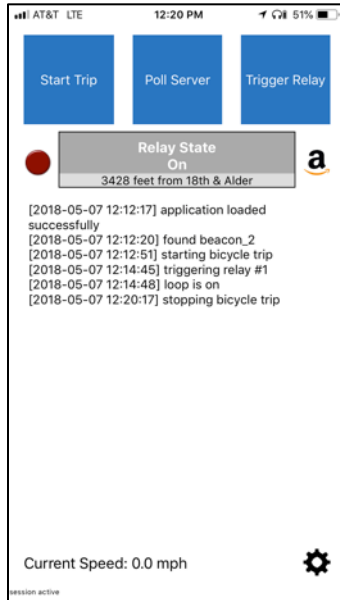 AT&T LTE 12:20 PM 51%
Start Trip Poll Server Trigger Relay
Relay State
On
3428 feet from 18th & Alder
a
[2018-05-07 12:12:17] application loaded
successfully
[2018-05-07 12:12:20] found beacon_2
[2018-05-07 12:12:51] starting bicycle trip
[2018-05-07 12:14:45] triggering relay #1
[2018-05-07 12:14:48] loop is on
[2018-05-07 12:20:17] stopping bicycle trip
Current Speed: 0.0 mph
session active